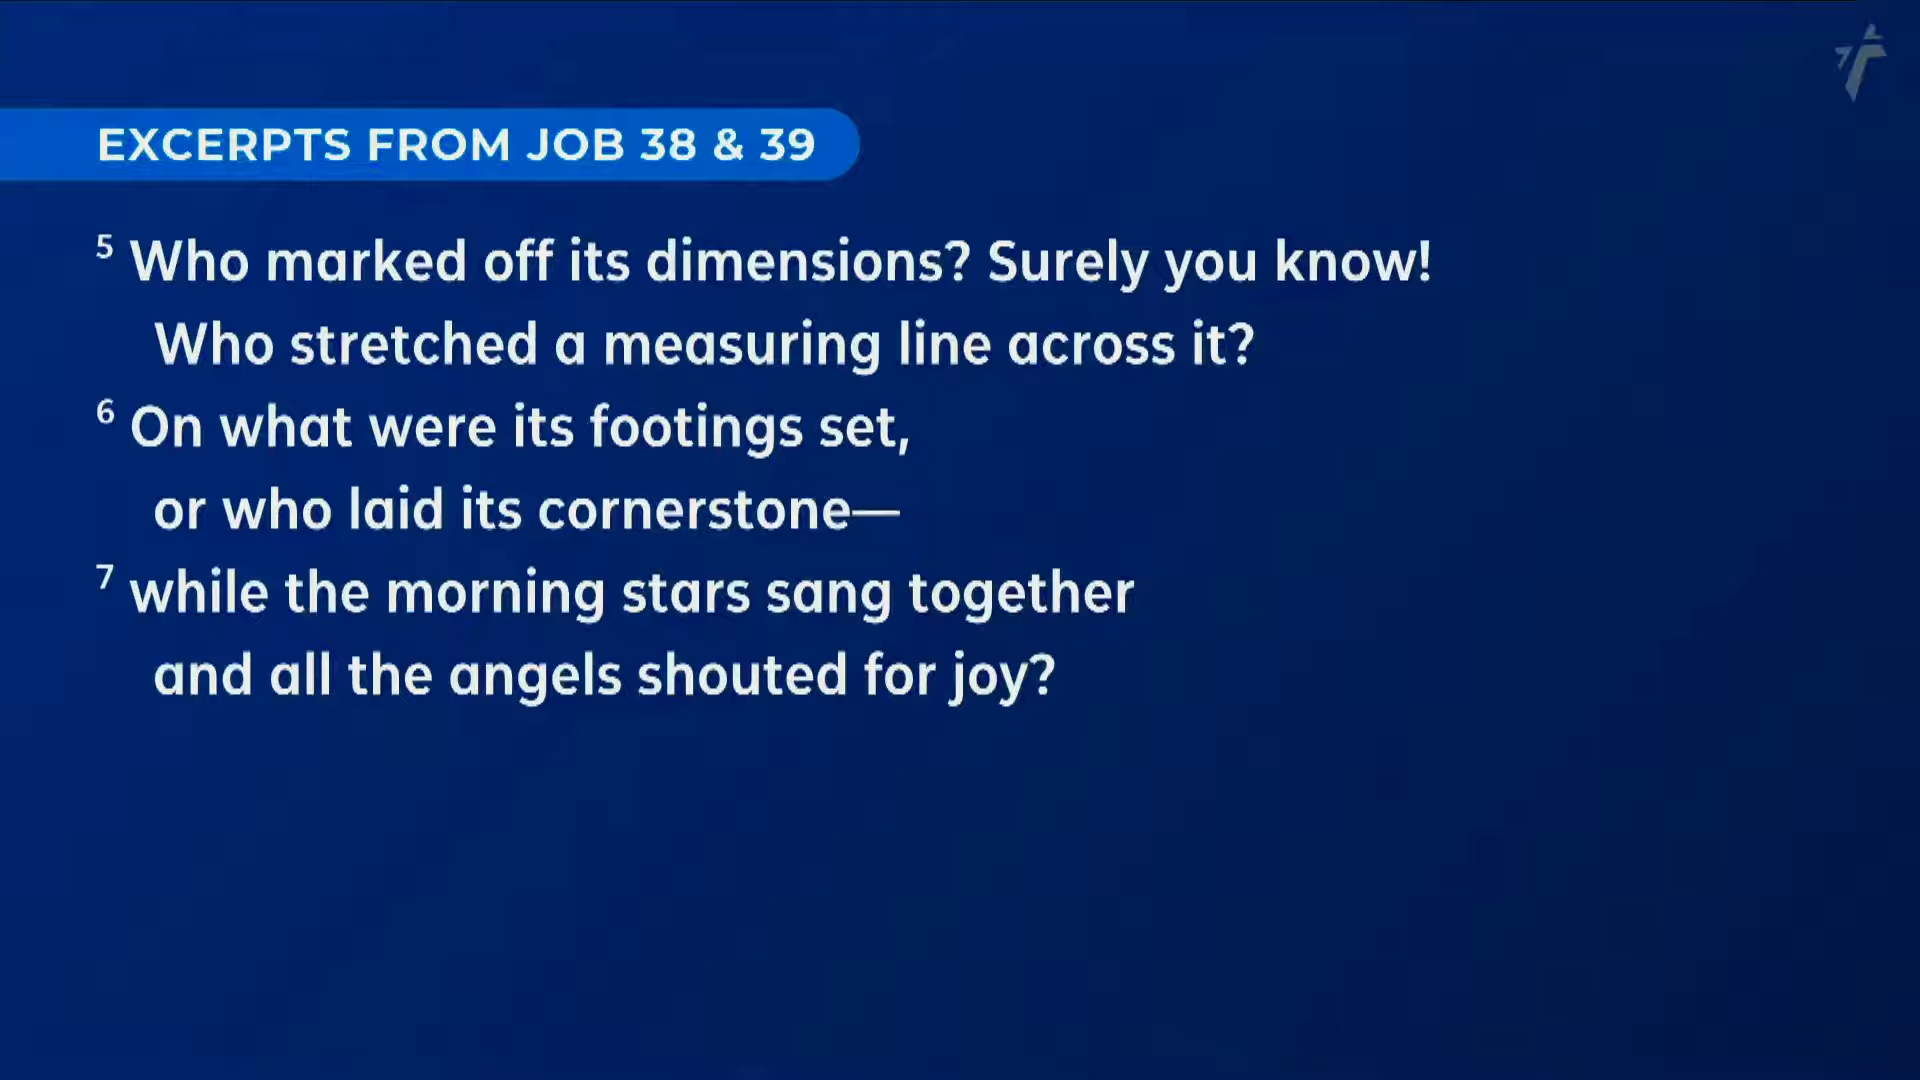 EXCERPTS FROM JOB 38 & 39
5 Who marked off its dimensions? Surely you know!
Who stretched a measuring line across it?
6 On what were its footings set,
or who laid its cornerstone—
7 while the morning stars sang together
and all the angels shouted for joy?